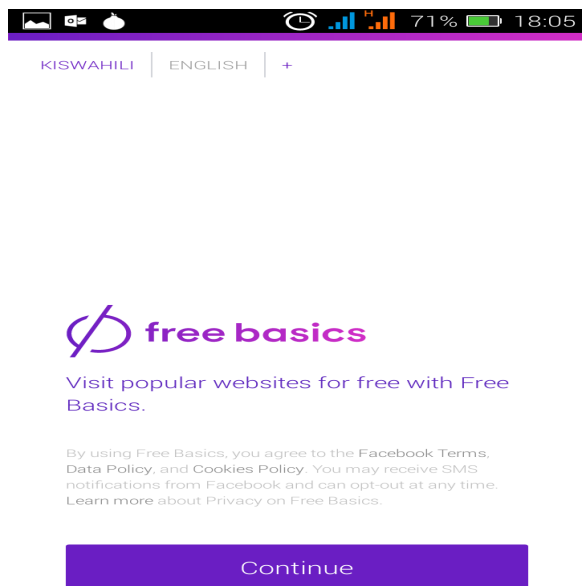 H 71% 18:05
KISWAHILI ENGLISH +
free basics
Visit popular websites for free with Free
Basics.
By using Free Basics, you agree to the Facebook Terms,
Data Policy, and Cookies Policy. You may receive SMS
notifications from Facebook and can opt-out at any time.
Learn more about Privacy on Free Basics.
Continue